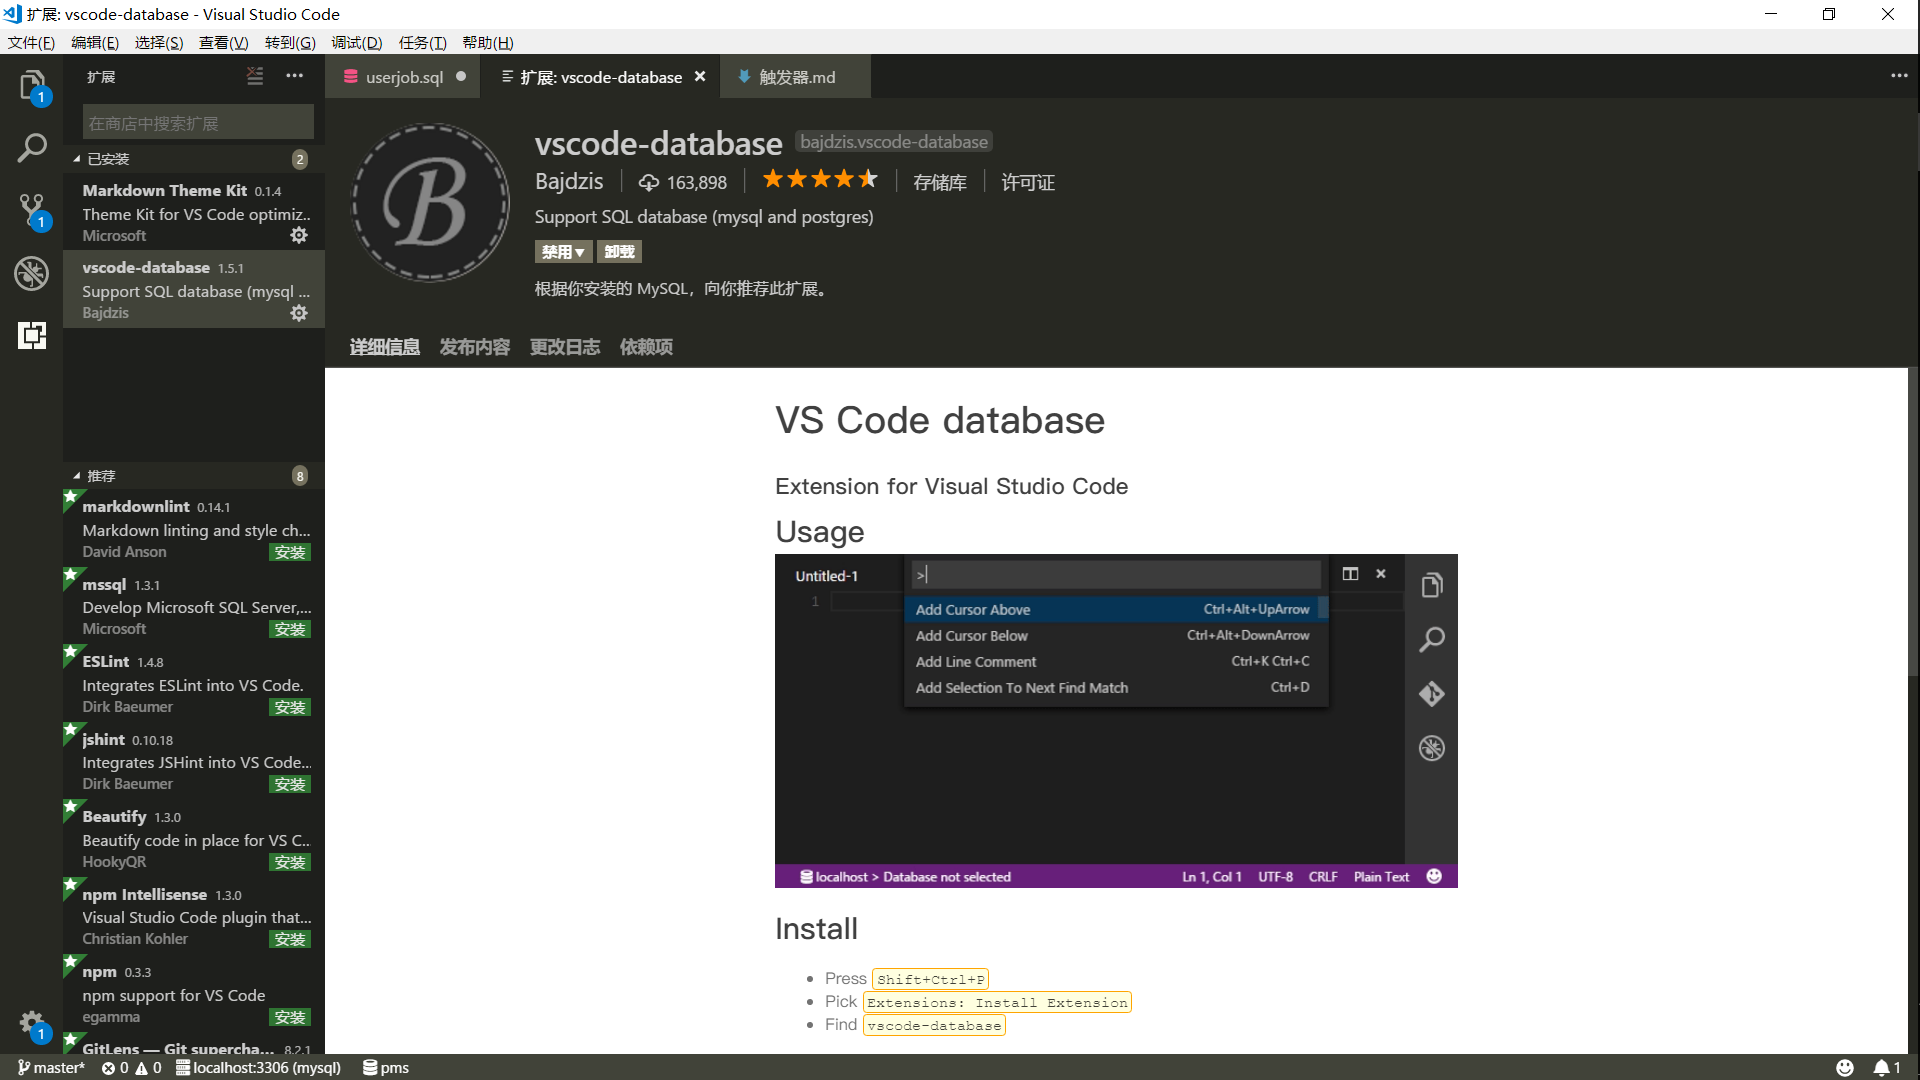 扩展: vscode-database - Visual Studio Code
文件(F) 编辑(E) 选择(S) 查看(V) 转到(G) 调试(D) 任务(T) 帮助(H)
扩展
userjob.sql
扩展: vscode-database
触发器.md
1
在商店中搜索扩展
已安装 2
Markdown Theme Kit 0.1.4
Theme Kit for VS Code optimiz...
Microsoft
1
vscode-database 1.5.1
Support SQL database (mysql ...
Bajdzis
推荐 8
markdownlint 0.14.1
Markdown linting and style ch...
David Anson 安装
mssql 1.3.1
Develop Microsoft SQL Server,...
Microsoft 安装
ESLint 1.4.8
Integrates ESLint into VS Code.
Dirk Baeumer 安装
jshint 0.10.18
Integrates JSHint into VS Code...
Dirk Baeumer 安装
Beautify 1.3.0
Beautify code in place for VS C...
HookyQR 安装
npm Intellisense 1.3.0
Visual Studio Code plugin that...
Christian Kohler 安装
npm 0.3.3
npm support for VS Code
egamma 安装
1
GitLens — Git supercha... 8.2.1
B
vscode-database bajdzis.vscode-database
Bajdzis 163,898 存储库 许可证
Support SQL database (mysql and postgres)
禁用▼ 卸载
根据你安装的 MySQL，向你推荐此扩展。
详细信息 发布内容 更改日志 依赖项
VS Code database
Extension for Visual Studio Code
Usage
Untitled-1
>
1
Add Cursor Above Ctrl+Alt+UpArrow
Add Cursor Below Ctrl+Alt+DownArrow
Add Line Comment Ctrl+K Ctrl+C
Add Selection To Next Find Match Ctrl+D
localhost > Database not selected Ln 1, Col 1 UTF-8 CRLF Plain Text
Install
Press Shift+Ctrl+P
Pick Extensions: Install Extension
Find vscode-database
master* 0 0 localhost:3306 (mysql) pms 1